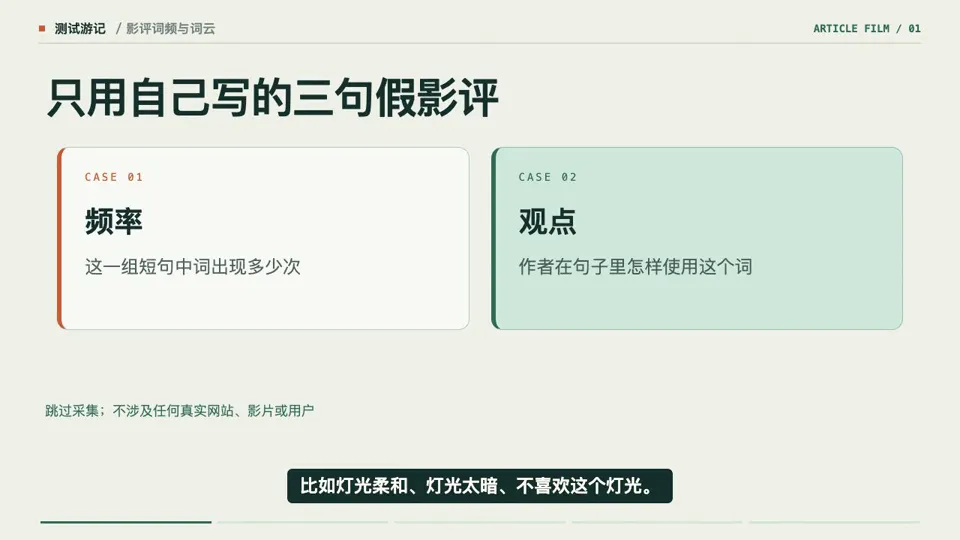 测试游记 / 影评词频与词云
ARTICLE FILM / 01
只用自己写的三句假影评
CASE 01
频率
这一组短句中词出现多少次
CASE 02
观点
作者在句子里怎样使用这个词
跳过采集；不涉及任何真实网站、影片或用户
比如灯光柔和、灯光太暗、不喜欢这个灯光。